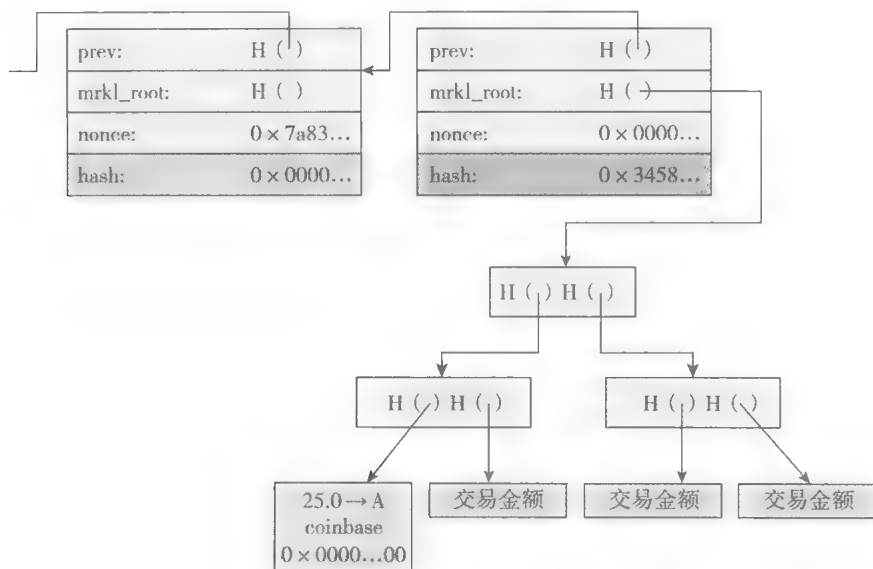 prev: H ( )
mrkl_root: H ( )
nonce: 0 × 7a83...
hash: 0 × 0000...
prev: H ( )
mrkl_root: H ( )
nonce: 0 × 0000...
hash: 0 × 3458...
H ( ) H ( )
H ( ) H ( )
H ( ) H ( )
25.0→A
coinbase
0 × 0000...00
交易金额
交易金额
交易金额